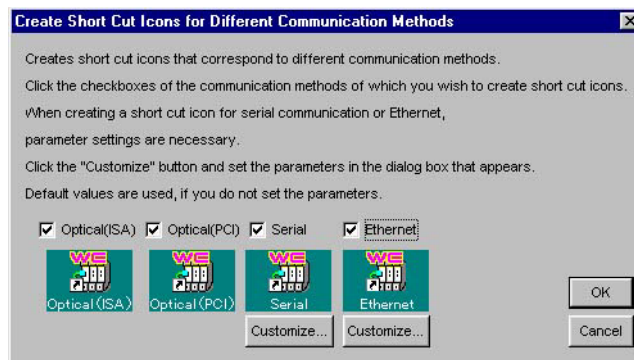 Create Short Cut Icons for Different Communication Methods
Creates short cut icons that correspond to different communication methods.
Click the checkboxes of the communication methods of which you wish to create short cut icons.
When creating a short cut icon for serial communication or Ethernet,
parameter settings are necessary.
Click the "Customize" button and set the parameters in the dialog box that appears.
Default values are used, if you do not set the parameters.
Optical(ISA) Optical(PCI) Serial Ethernet
WE WE WE WE
Optical(ISA) Optical(PCI) Serial Ethernet
OK
Customize... Customize... Cancel